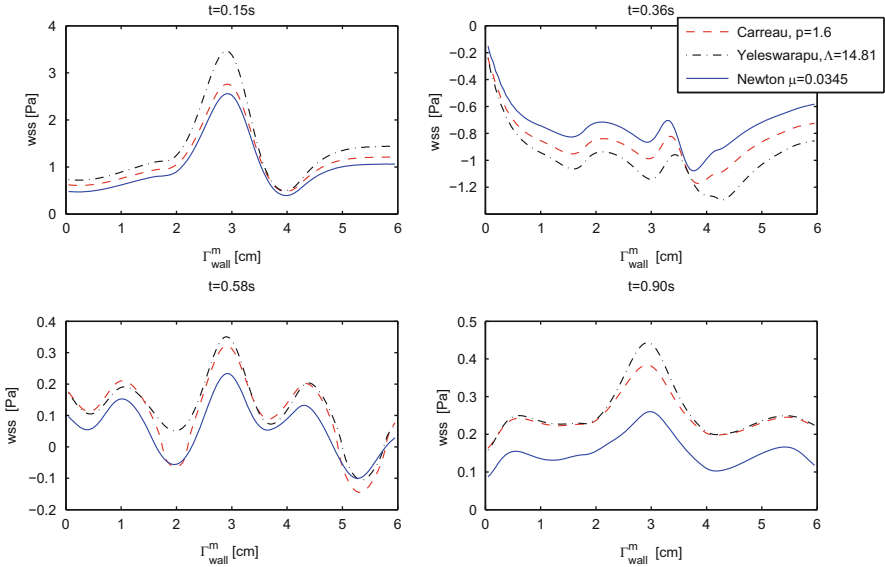 t=0.15s
4
3
2
1
0
wss [Pa]
0 1 2 3 4 5 6
Γ^m_wall [cm]
t=0.36s
0
−0.2
−0.4
−0.6
−0.8
−1
−1.2
wss [Pa]
0 1 2 3 4 5 6
Γ^m_wall [cm]
Carreau, p=1.6
Yeleswarapu, Λ=14.81
Newton μ=0.0345
t=0.58s
0.4
0.3
0.2
0.1
0
−0.1
−0.2
wss [Pa]
0 1 2 3 4 5 6
Γ^m_wall [cm]
t=0.90s
0.5
0.4
0.3
0.2
0.1
0
wss [Pa]
0 1 2 3 4 5 6
Γ^m_wall [cm]